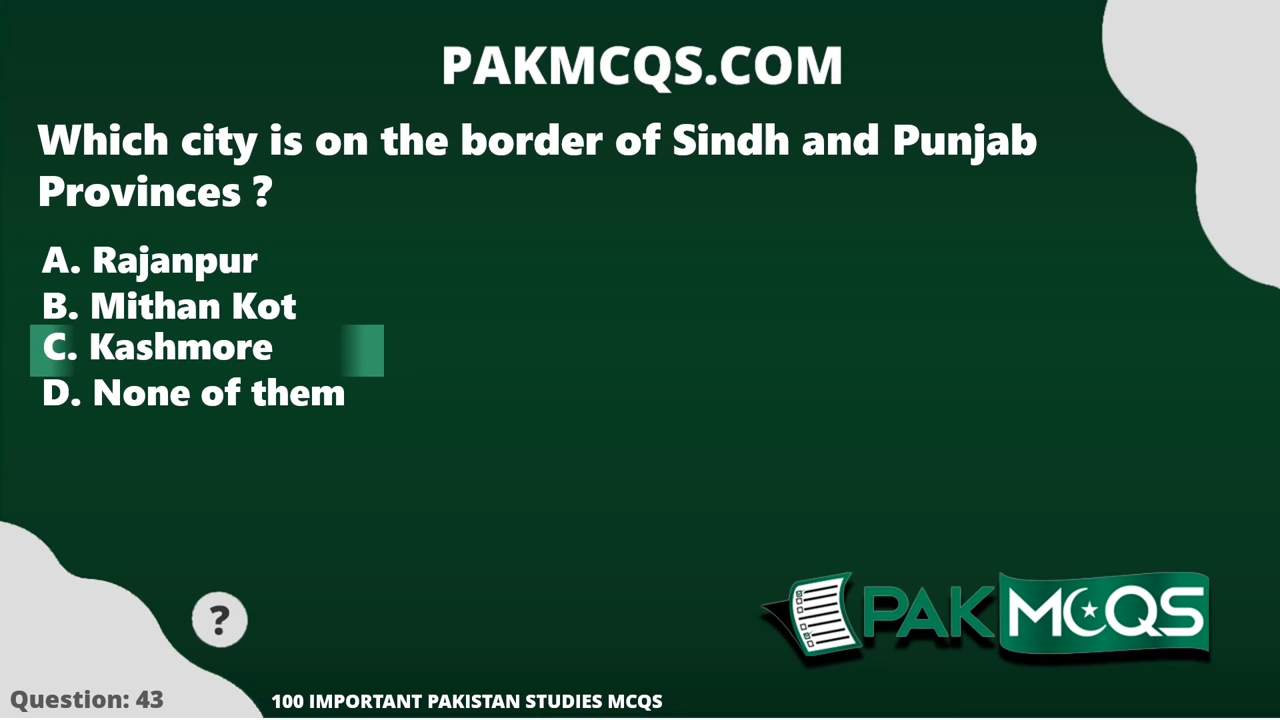 PAKMCQS.COM
Which city is on the border of Sindh and Punjab
Provinces ?
A. Rajanpur
B. Mithan Kot
C. Kashmore
D. None of them
?
PAKMCQS
Question: 43
100 IMPORTANT PAKISTAN STUDIES MCQS